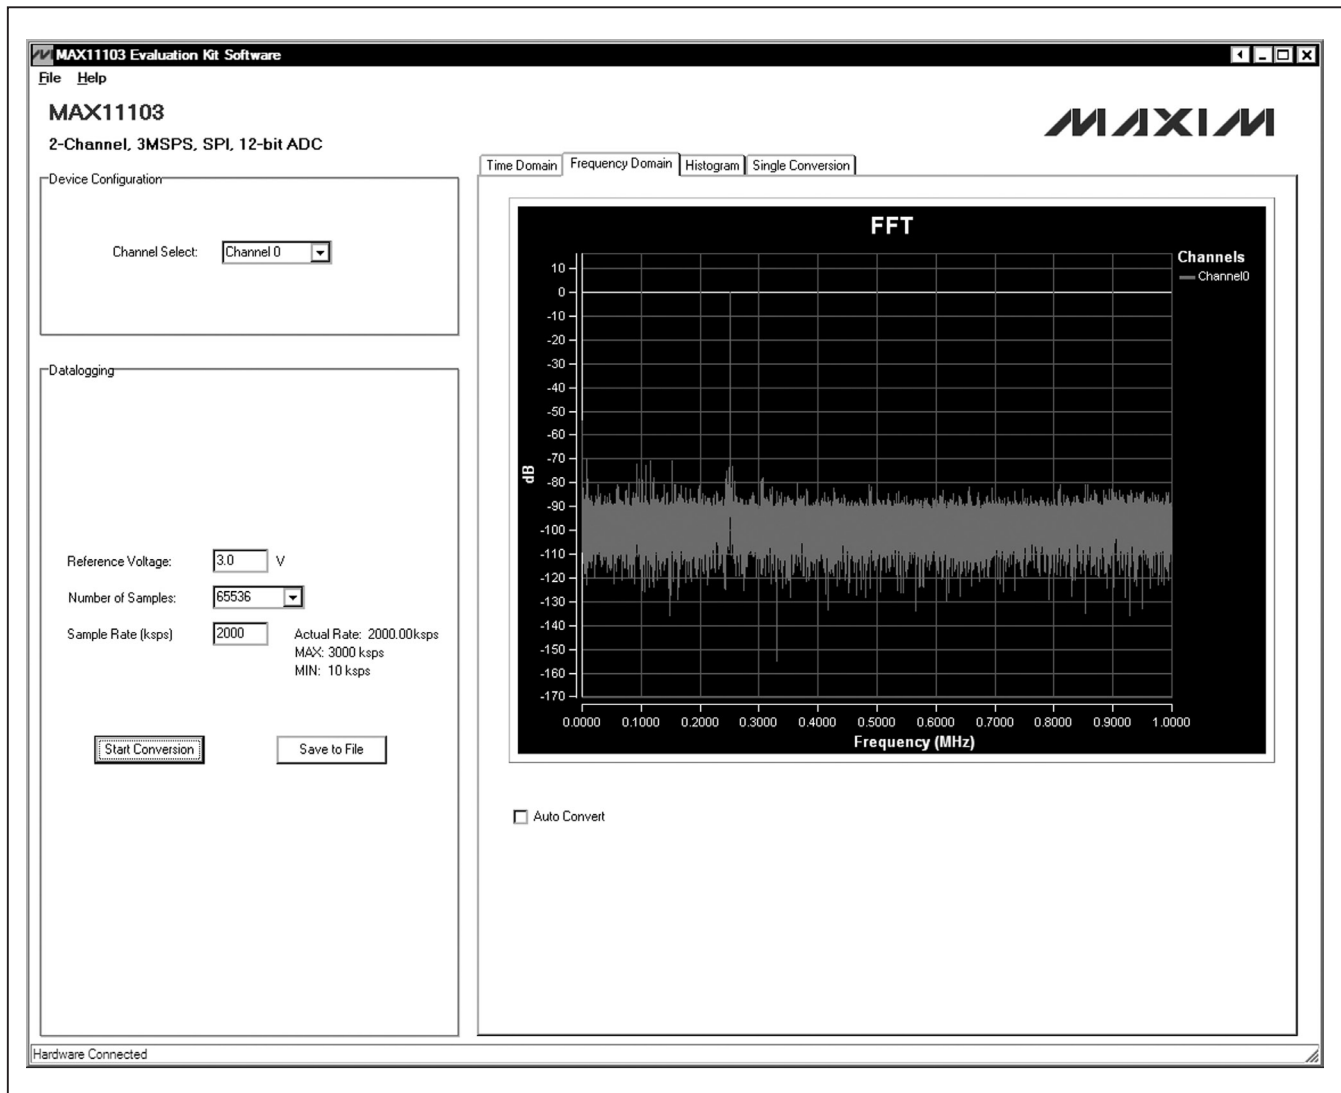 MAX11103 Evaluation Kit Software
File Help
MAX11103
2-Channel, 3MSPS, SPI, 12-bit ADC
MAXIM
Device Configuration
Channel Select: Channel 0
Datalogging
Reference Voltage: 3.0 V
Number of Samples: 65536
Sample Rate (ksps) 2000 Actual Rate: 2000.00ksps
MAX: 3000 ksps
MIN: 10 ksps
Start Conversion Save to File
Time Domain Frequency Domain Histogram Single Conversion
FFT
Channels
Channel0
dB
10
0
-10
-20
-30
-40
-50
-60
-70
-80
-90
-100
-110
-120
-130
-140
-150
-160
-170
0.0000 0.1000 0.2000 0.3000 0.4000 0.5000 0.6000 0.7000 0.8000 0.9000 1.0000
Frequency (MHz)
Auto Convert
Hardware Connected